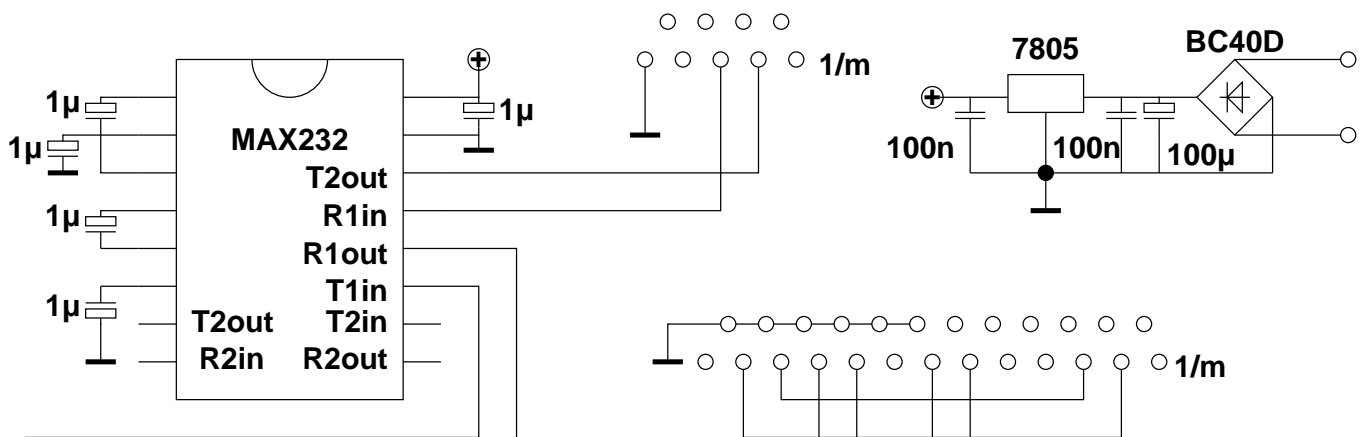 7805
BC40D
1/m
1µ
1µ
MAX232
1µ
100n
100n
100µ
T2out
1µ
R1in
R1out
1µ
T1in
T2out
T2in
R2in
R2out
1/m